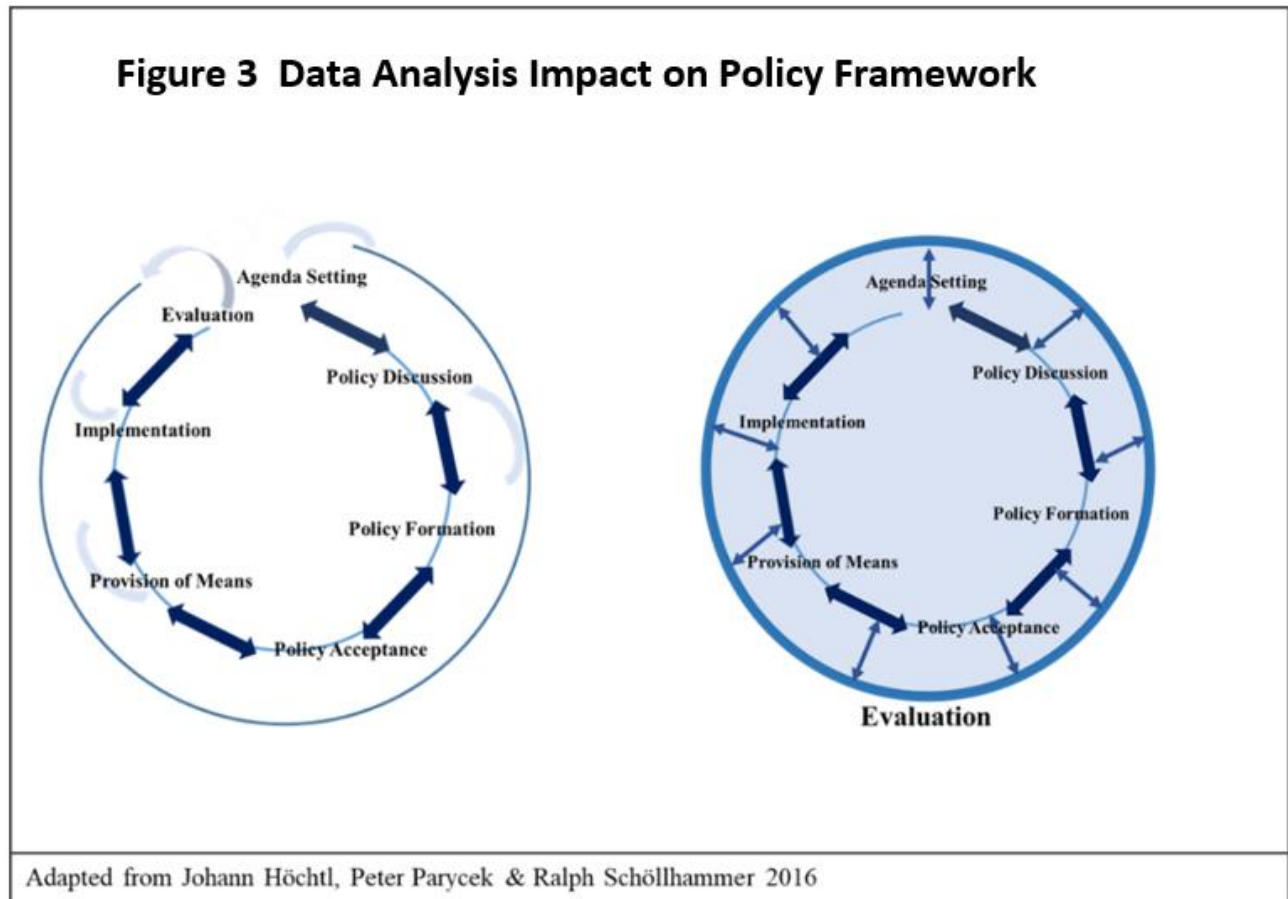 Figure 3 Data Analysis Impact on Policy Framework
Agenda Setting
Evaluation
Policy Discussion
Implementation
Policy Formation
Provision of Means
Policy Acceptance
Agenda Setting
Policy Discussion
Implementation
Policy Formation
Provision of Means
Policy Acceptance
Evaluation
Adapted from Johann Höchtl, Peter Parycek & Ralph Schöllhammer 2016